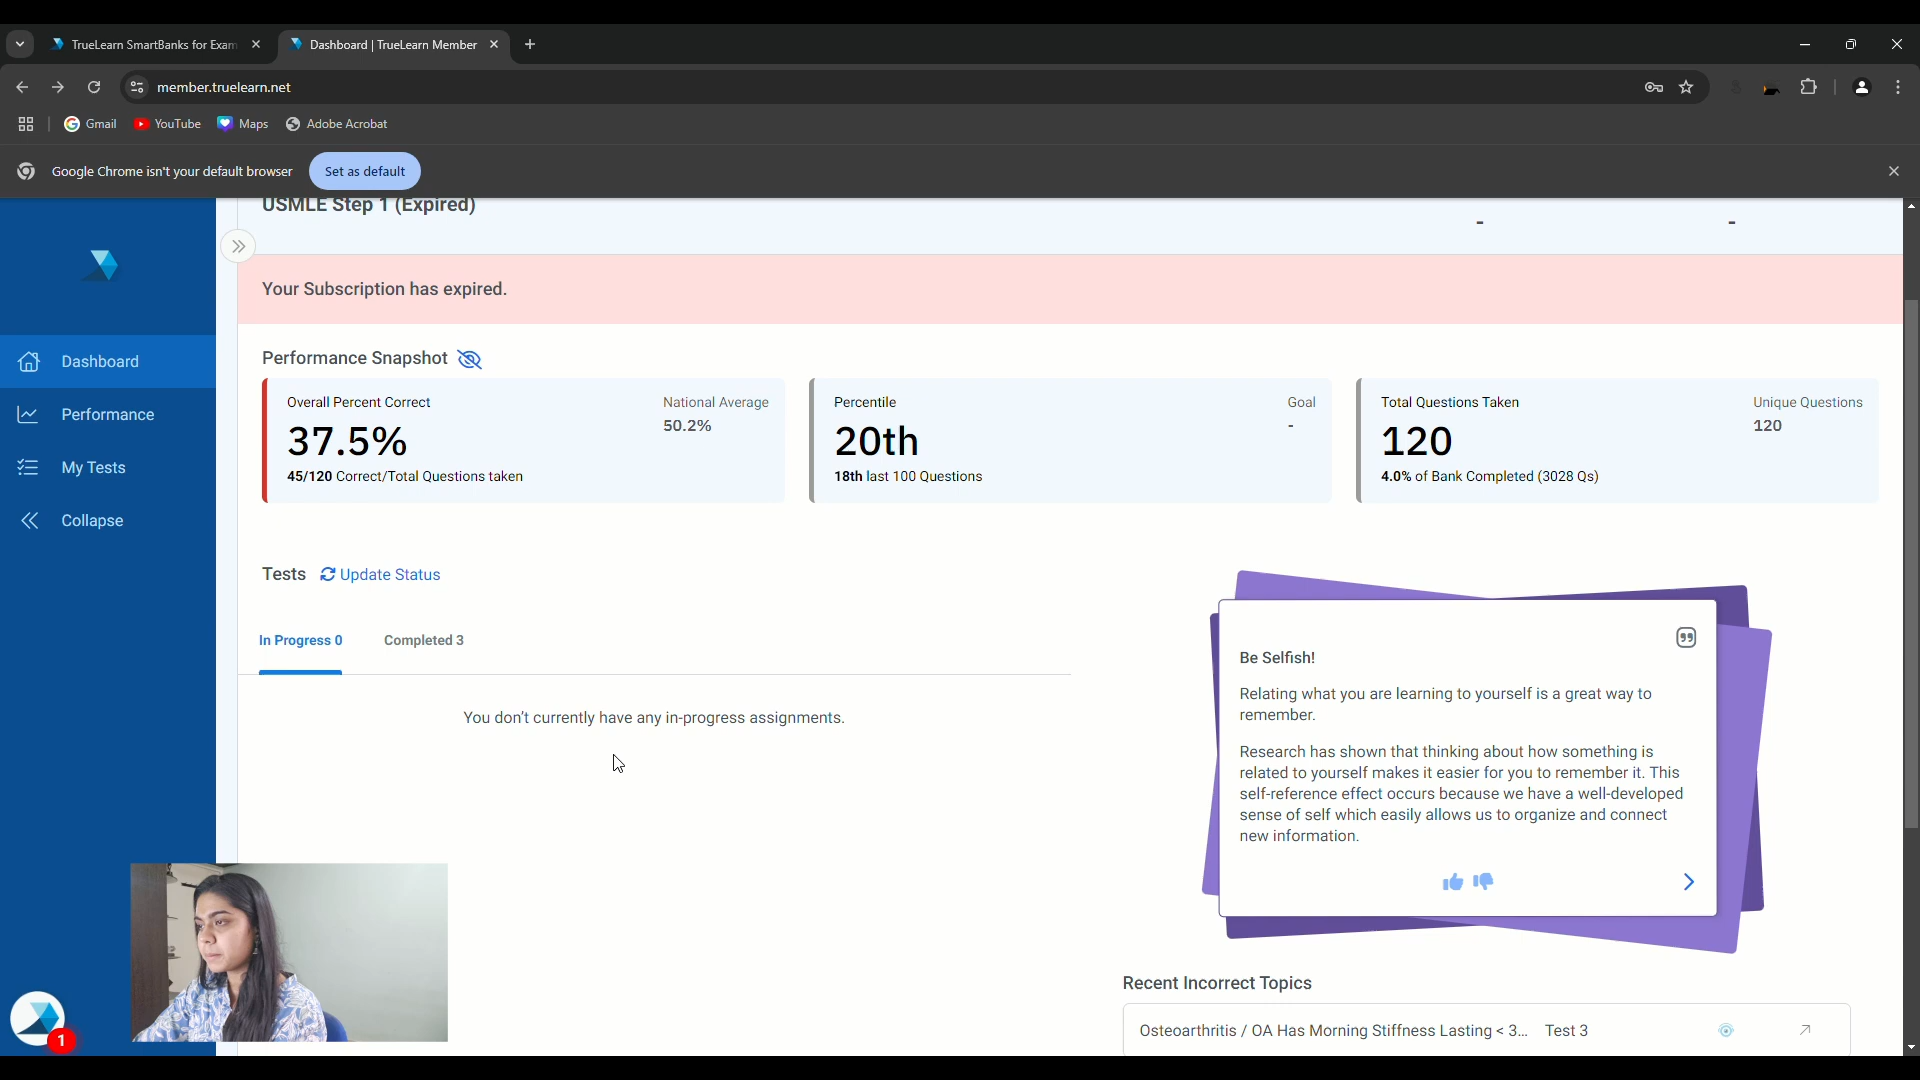 TrueLearn SmartBanks for Exam
Dashboard | TrueLearn Member
member.truelearn.net
Gmail
YouTube
Maps
Adobe Acrobat
Google Chrome isn't your default browser
Set as default
USMLE Step 1 (Expired)
-
-
Your Subscription has expired.
Dashboard
Performance
My Tests
Collapse
Performance Snapshot
Overall Percent Correct
National Average
37.5%
50.2%
45/120 Correct/Total Questions taken
Percentile
Goal
20th
-
18th last 100 Questions
Total Questions Taken
Unique Questions
120
120
4.0% of Bank Completed (3028 Qs)
Tests
Update Status
In Progress 0
Completed 3
You don't currently have any in-progress assignments.
Be Selfish!
Relating what you are learning to yourself is a great way to
remember.
Research has shown that thinking about how something is
related to yourself makes it easier for you to remember it. This
self-reference effect occurs because we have a well-developed
sense of self which easily allows us to organize and connect
new information.
Recent Incorrect Topics
Osteoarthritis / OA Has Morning Stiffness Lasting < 3... Test 3
1